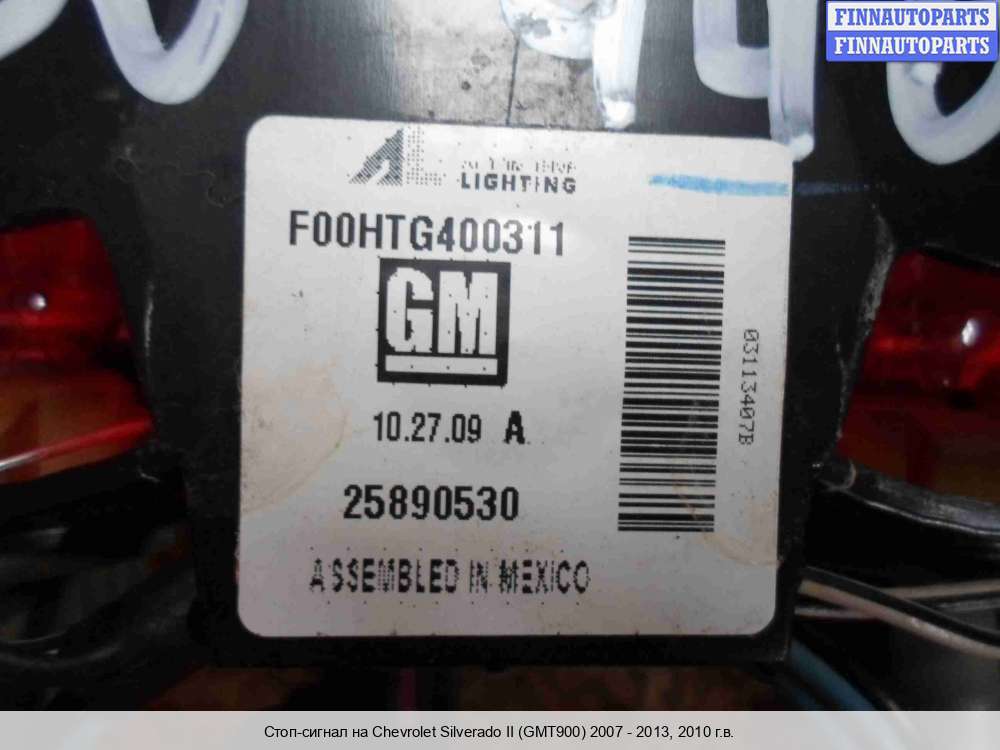 FINNAUTOPARTS
FINNAUTOPARTS
AL
LIGHTING
F00HTG400311
GM
10.27.09 A
25890530
03113407B
ASSEMBLED IN MEXICO
Стоп-сигнал на Chevrolet Silverado II (GMT900) 2007 - 2013, 2010 г.в.